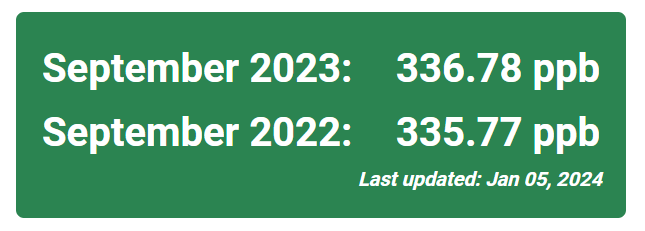 September 2023: 336.78 ppb
September 2022: 335.77 ppb
Last updated: Jan 05, 2024